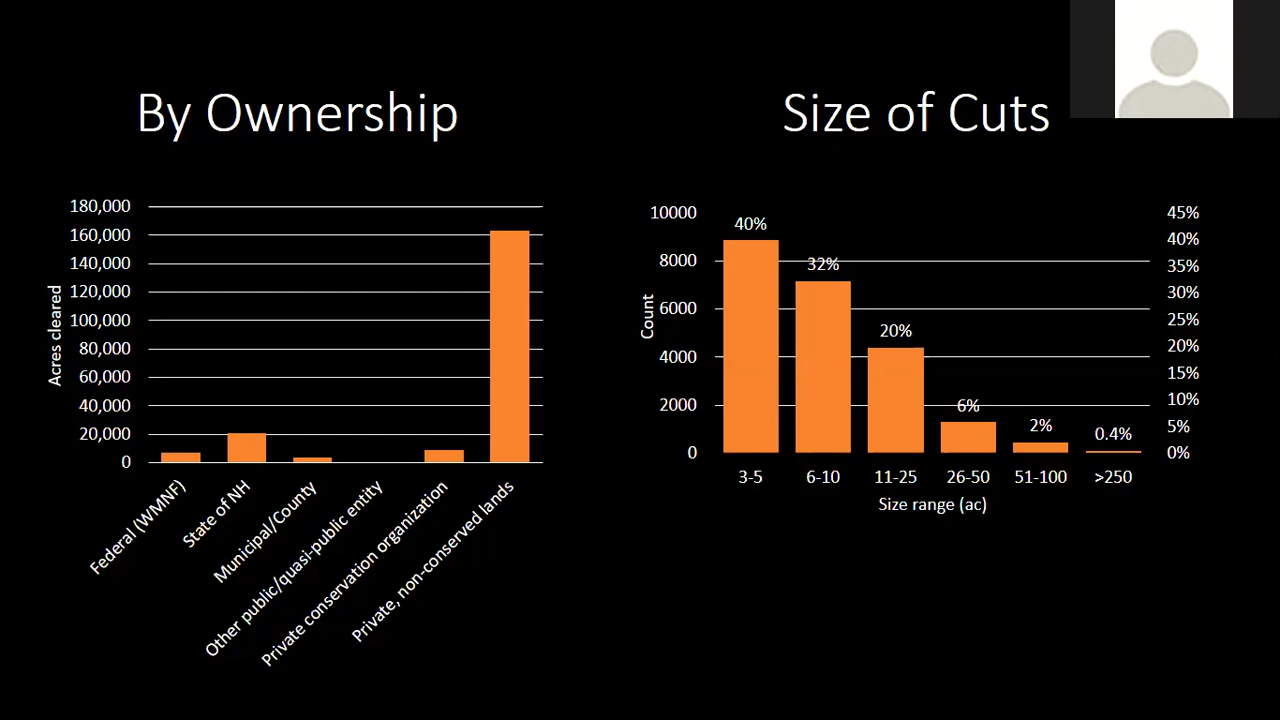 By Ownership
180,000
160,000
140,000
120,000
100,000
80,000
60,000
40,000
20,000
0
Acres cleared
Federal (WMNF)
State of NH
Municipal/County
Other public/quasi-public entity
Private conservation organization
Private, non-conserved lands
Size of Cuts
10000
8000
6000
4000
2000
0
Count
40%
32%
20%
6%
2%
0.4%
45%
40%
35%
30%
25%
20%
15%
10%
5%
0%
3-5 6-10 11-25 26-50 51-100 >250
Size range (ac)